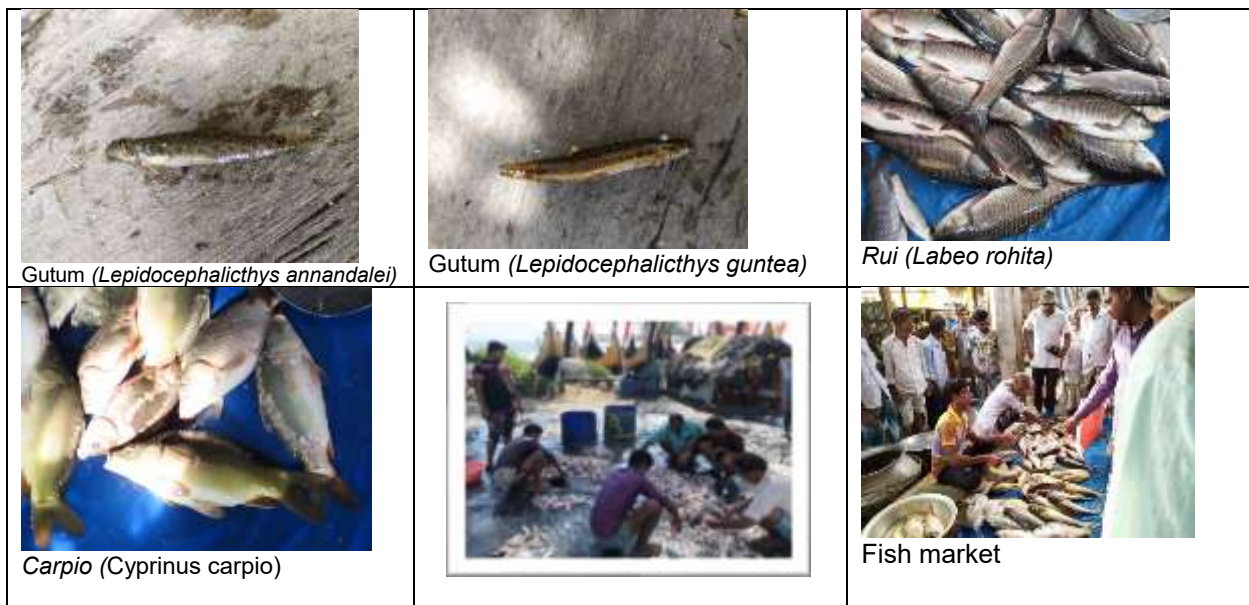 Gutum (Lepidocephalicthys annandalei)
Gutum (Lepidocephalicthys guntea)
Rui (Labeo rohita)
Carpio (Cyprinus carpio)
Fish market